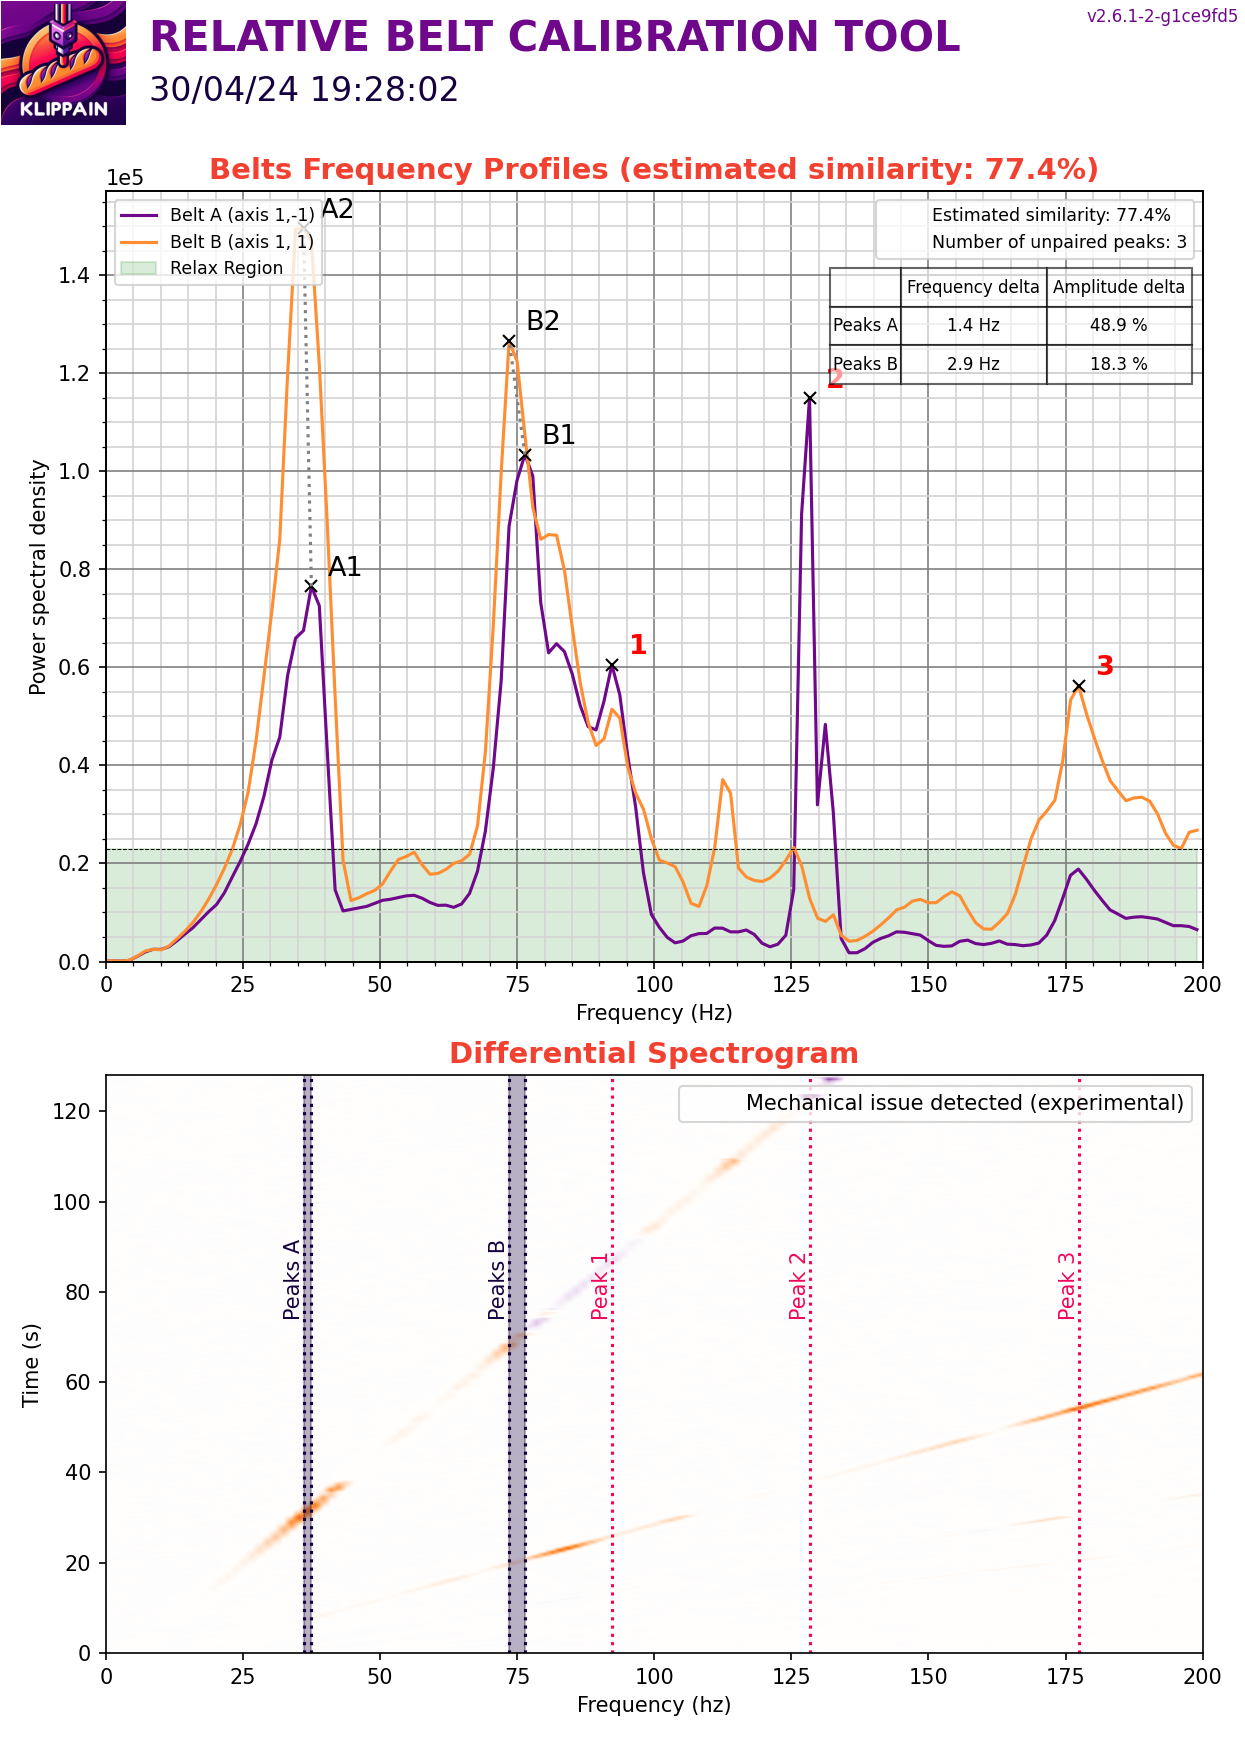 KLIPPAIN
RELATIVE BELT CALIBRATION TOOL
30/04/24 19:28:02
v2.6.1-2-g1ce9fd5
Belts Frequency Profiles (estimated similarity: 77.4%)
1e5
Belt A (axis 1,-1)
Belt B (axis 1, 1)
Relax Region
A2
Estimated similarity: 77.4%
Number of unpaired peaks: 3
Frequency delta Amplitude delta
Peaks A 1.4 Hz 48.9 %
Peaks B 2.9 Hz 18.3 %
B2
2
B1
A1
1
3
1.4
1.2
1.0
0.8
0.6
0.4
0.2
0.0
Power spectral density
0 25 50 75 100 125 150 175 200
Frequency (Hz)
Differential Spectrogram
Mechanical issue detected (experimental)
Peaks A
Peaks B
Peak 1
Peak 2
Peak 3
120
100
80
60
40
20
0
Time (s)
0 25 50 75 100 125 150 175 200
Frequency (hz)